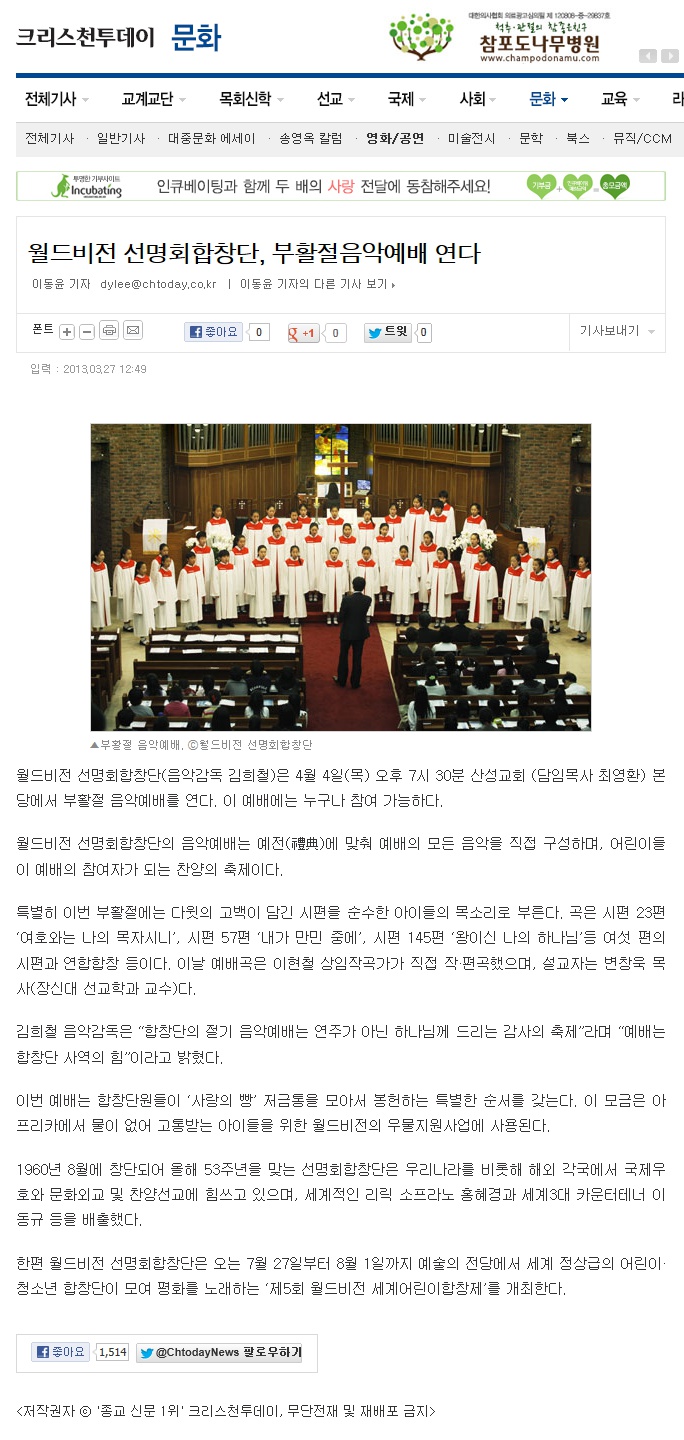 크리스천투데이 문화
대한의사협회 의료광고심의필 제 120808-중-29837호
척추·관절의 참좋은친구
참포도나무병원
www.champodonamu.com
전체기사 교계교단 목회신학 선교 국제 사회 문화 교육 라
전체기사 · 일반기사 · 대중문화 에세이 · 송영옥 칼럼 · 영화/공연 · 미술전시 · 문학 · 북스 · 뮤직/CCM
투명한 기부사이트
Incubating 인큐베이팅과 함께 두 배의 사랑 전달에 동참해주세요! 기부금 + = 총모금액
월드비전 선명회합창단, 부활절음악예배 연다
이동윤 기자 dylee@chtoday.co.kr | 이동윤 기자의 다른 기사 보기
폰트 좋아요 0 +1 0 트윗 0 기사보내기
입력 : 2013.03.27 12:49
▲부활절 음악예배. ⓒ월드비전 선명회합창단
월드비전 선명회합창단(음악감독 김희철)은 4월 4일(목) 오후 7시 30분 산성교회 (담임목사 최영환) 본
당에서 부활절 음악예배를 연다. 이 예배에는 누구나 참여 가능하다.
월드비전 선명회합창단의 음악예배는 예전(禮典)에 맞춰 예배의 모든 음악을 직접 구성하며, 어린이들
이 예배의 참여자가 되는 찬양의 축제이다.
특별히 이번 부활절에는 다윗의 고백이 담긴 시편을 순수한 아이들의 목소리로 부른다. 곡은 시편 23편
‘여호와는 나의 목자시니’, 시편 57편 ‘내가 만민 중에’, 시편 145편 ‘왕이신 나의 하나님’등 여섯 편의
시편과 연합합창 등이다. 이날 예배곡은 이현철 상임작곡가가 직접 작·편곡했으며, 설교자는 변창욱 목
사(장신대 선교학과 교수)다.
김희철 음악감독은 “합창단의 절기 음악예배는 연주가 아닌 하나님께 드리는 감사의 축제”라며 “예배는
합창단 사역의 힘”이라고 밝혔다.
이번 예배는 합창단원들이 ‘사랑의 빵’ 저금통을 모아서 봉헌하는 특별한 순서를 갖는다. 이 모금은 아
프리카에서 물이 없어 고통받는 아이들을 위한 월드비전의 우물지원사업에 사용된다.
1960년 8월에 창단되어 올해 53주년을 맞는 선명회합창단은 우리나라를 비롯해 해외 각국에서 국제우
호와 문화외교 및 찬양선교에 힘쓰고 있으며, 세계적인 리릭 소프라노 홍혜경과 세계3대 카운터테너 이
동규 등을 배출했다.
한편 월드비전 선명회합창단은 오는 7월 27일부터 8월 1일까지 예술의 전당에서 세계 정상급의 어린이·
청소년 합창단이 모여 평화를 노래하는 ‘제5회 월드비전 세계어린이합창제’를 개최한다.
좋아요 1,514 @ChtodayNews 팔로우하기
<저작권자 ⓒ '종교 신문 1위' 크리스천투데이, 무단전재 및 재배포 금지>